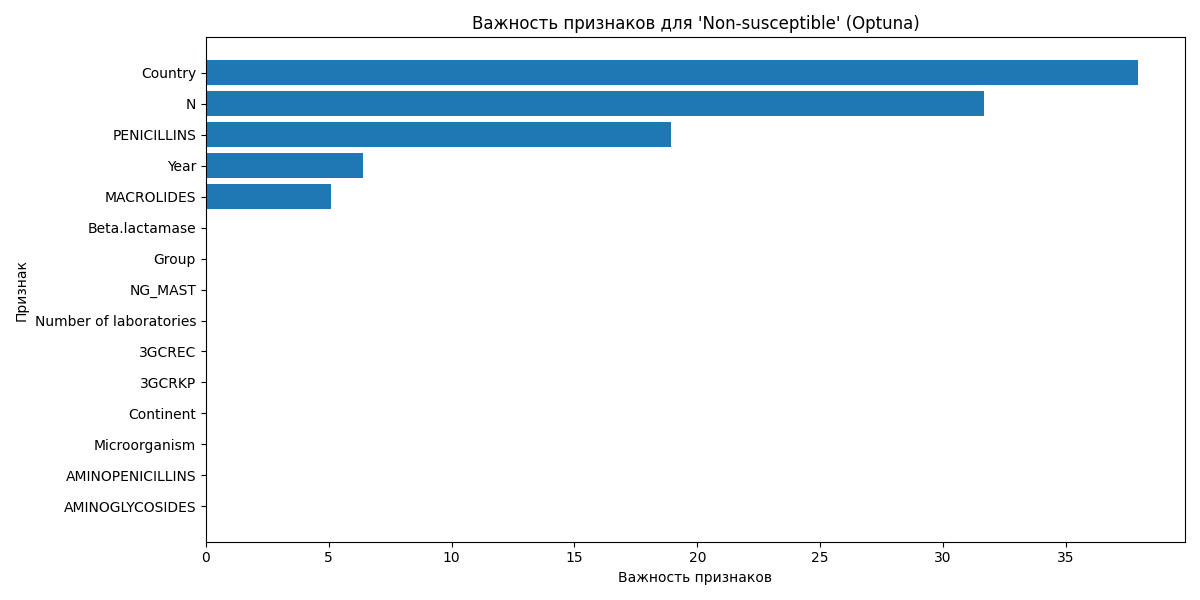 Важность признаков для 'Non-susceptible' (Optuna)
Признак
Country
N
PENICILLINS
Year
MACROLIDES
Beta.lactamase
Group
NG_MAST
Number of laboratories
3GCREC
3GCRKP
Continent
Microorganism
AMINOPENICILLINS
AMINOGLYCOSIDES
0 5 10 15 20 25 30 35
Важность признаков